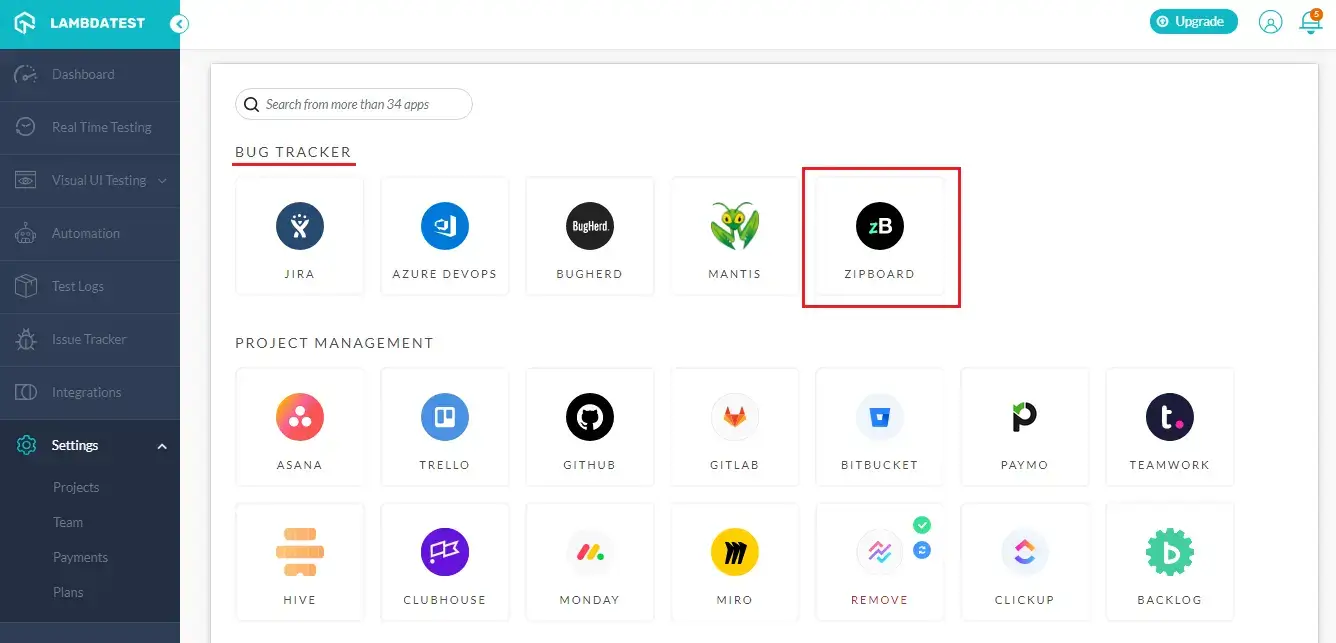 LAMBDATEST
Upgrade
5
Dashboard
Real Time Testing
Visual UI Testing
Automation
Test Logs
Issue Tracker
Integrations
Settings
Projects
Team
Payments
Plans
Search from more than 34 apps
BUG TRACKER
BugHerd.
zB
JIRA
AZURE DEVOPS
BUGHERD
MANTIS
ZIPBOARD
PROJECT MANAGEMENT
t.
ASANA
TRELLO
GITHUB
GITLAB
BITBUCKET
PAYMO
TEAMWORK
b
HIVE
CLUBHOUSE
MONDAY
MIRO
REMOVE
CLICKUP
BACKLOG